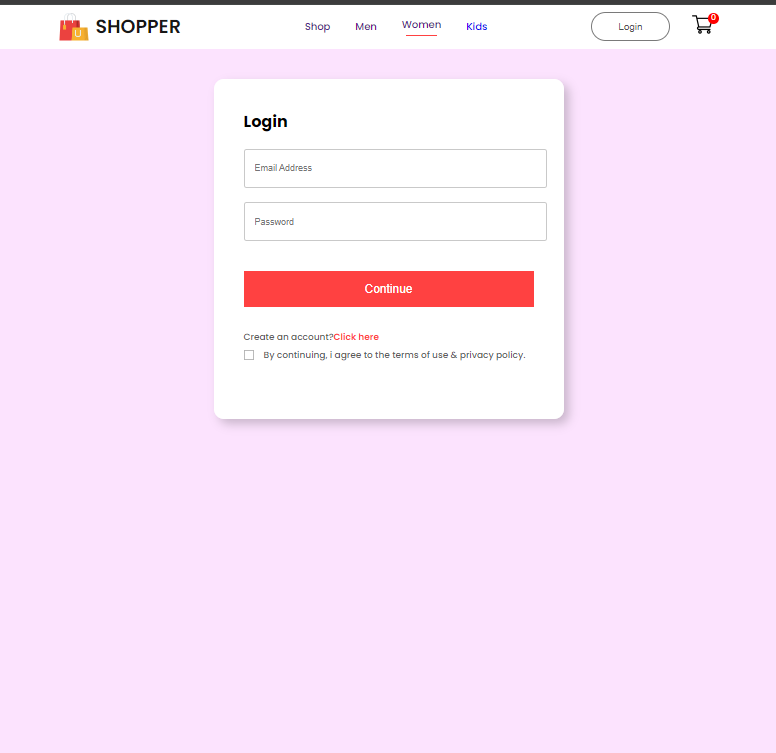 SHOPPER
Shop Men Women Kids
Login
0
Login
Email Address
Password
Continue
Create an account?Click here
By continuing, i agree to the terms of use & privacy policy.